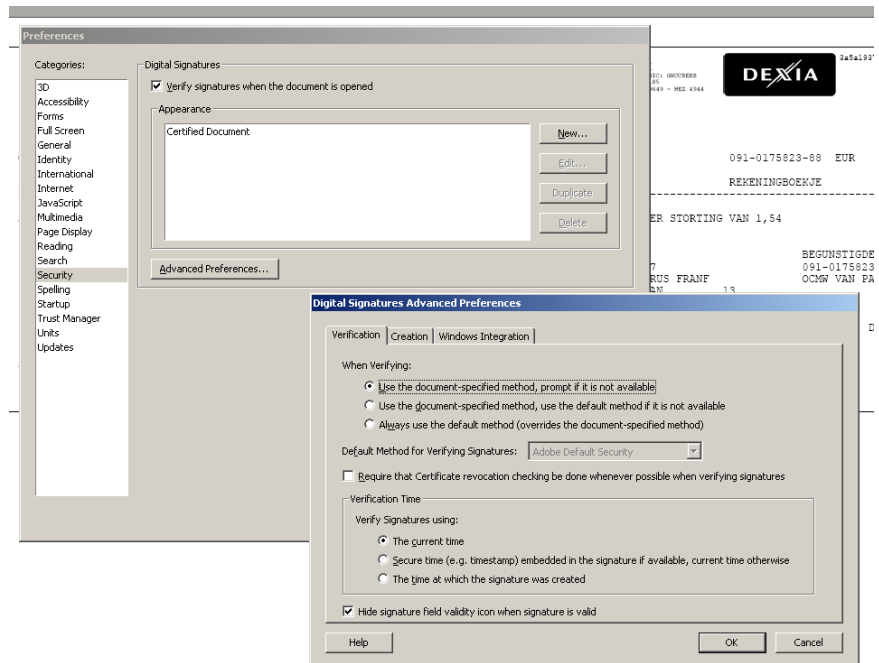 Preferences
Categories:
3D
Accessibility
Forms
Full Screen
General
Identity
International
Internet
JavaScript
Multimedia
Page Display
Reading
Search
Security
Spelling
Startup
Trust Manager
Units
Updates
Digital Signatures
Verify signatures when the document is opened
Appearance
Certified Document
New...
Edit...
Duplicate
Delete
Advanced Preferences...
DEXIA
091-0175823-88 EUR
REKENINGBOEKJE
ER STORTING VAN 1,54
BEGUNSTIGDE
7 091-0175823
RUS FRANF OCMW VAN PA
13
D
Digital Signatures Advanced Preferences
Verification
Creation
Windows Integration
When Verifying:
Use the document-specified method, prompt if it is not available
Use the document-specified method, use the default method if it is not available
Always use the default method (overrides the document-specified method)
Default Method for Verifying Signatures: Adobe Default Security
Require that Certificate revocation checking be done whenever possible when verifying signatures
Verification Time
Verify Signatures using:
The current time
Secure time (e.g. timestamp) embedded in the signature if available, current time otherwise
The time at which the signature was created
Hide signature field validity icon when signature is valid
Help
OK
Cancel